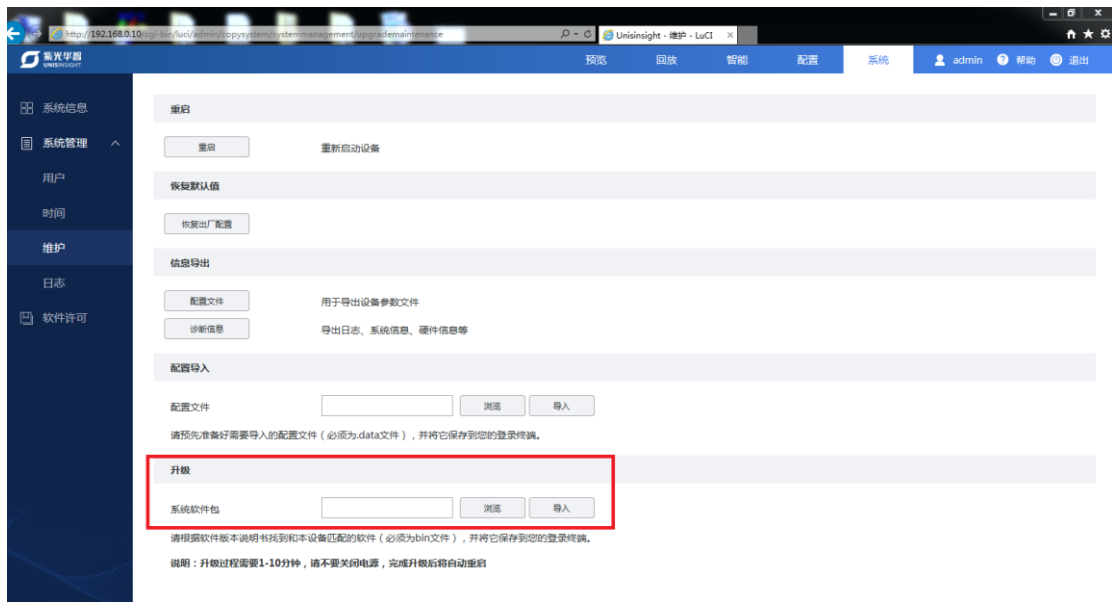 http://192.168.0.10/cgi-bin/luci/admin/copysystem/systemmanagement/upgrademaintenance
Unisinsight - 维护 - LuCI
紫光华智
UNISINSIGHT
预览 回放 智能 配置 系统 admin 帮助 退出
系统信息
系统管理
用户
时间
维护
日志
软件许可
重启
重启 重新启动设备
恢复默认值
恢复出厂配置
信息导出
配置文件 用于导出设备参数文件
诊断信息 导出日志、系统信息、硬件信息等
配置导入
配置文件 浏览 导入
请预先准备好需要导入的配置文件(必须为.data文件),并将它保存到您的登录终端。
升级
系统软件包 浏览 导入
请根据软件版本说明书找到和本设备匹配的软件(必须为bin文件),并将它保存到您的登录终端。
说明:升级过程需要1-10分钟,请不要关闭电源,完成升级后将自动重启